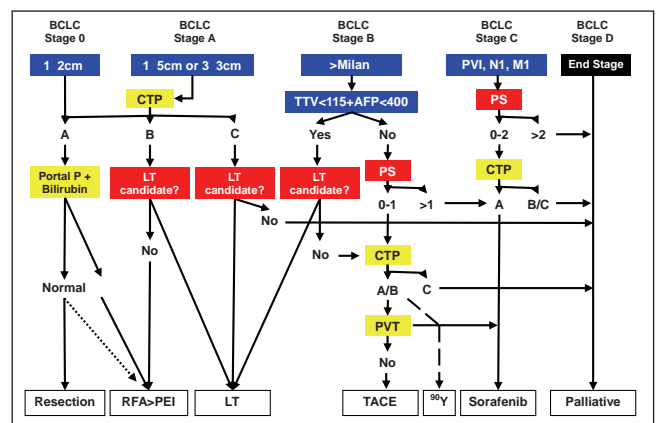 BCLC Stage 0
BCLC Stage A
BCLC Stage B
BCLC Stage C
BCLC Stage D
1 2cm
1 5cm or 3 3cm
>Milan
PVI, N1, M1
End Stage
CTP
TTV<115+AFP<400
PS
A
B
C
Yes
No
0-2
>2
Portal P +
Bilirubin
LT
candidate?
LT
candidate?
LT
candidate?
PS
CTP
No
0-1
>1
A
B/C
No
No
CTP
Normal
A/B
C
PVT
No
Resection
RFA>PEI
LT
TACE
90Y
Sorafenib
Palliative